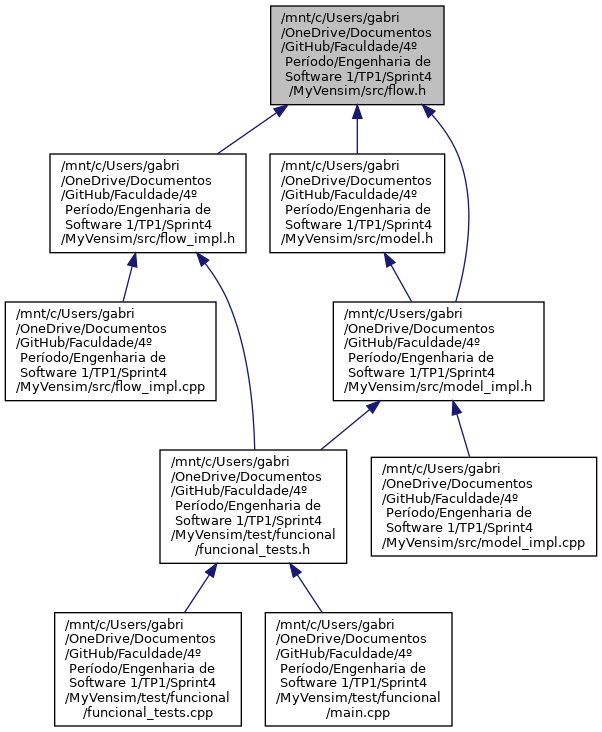 /mnt/c/Users/gabri
/OneDrive/Documentos
/GitHub/Faculdade/4º
Período/Engenharia de
Software 1/TP1/Sprint4
/MyVensim/src/flow.h
/mnt/c/Users/gabri
/OneDrive/Documentos
/GitHub/Faculdade/4º
Período/Engenharia de
Software 1/TP1/Sprint4
/MyVensim/src/flow_impl.h
/mnt/c/Users/gabri
/OneDrive/Documentos
/GitHub/Faculdade/4º
Período/Engenharia de
Software 1/TP1/Sprint4
/MyVensim/src/model.h
/mnt/c/Users/gabri
/OneDrive/Documentos
/GitHub/Faculdade/4º
Período/Engenharia de
Software 1/TP1/Sprint4
/MyVensim/src/flow_impl.cpp
/mnt/c/Users/gabri
/OneDrive/Documentos
/GitHub/Faculdade/4º
Período/Engenharia de
Software 1/TP1/Sprint4
/MyVensim/src/model_impl.h
/mnt/c/Users/gabri
/OneDrive/Documentos
/GitHub/Faculdade/4º
Período/Engenharia de
Software 1/TP1/Sprint4
/MyVensim/test/funcional
/funcional_tests.h
/mnt/c/Users/gabri
/OneDrive/Documentos
/GitHub/Faculdade/4º
Período/Engenharia de
Software 1/TP1/Sprint4
/MyVensim/src/model_impl.cpp
/mnt/c/Users/gabri
/OneDrive/Documentos
/GitHub/Faculdade/4º
Período/Engenharia de
Software 1/TP1/Sprint4
/MyVensim/test/funcional
/funcional_tests.cpp
/mnt/c/Users/gabri
/OneDrive/Documentos
/GitHub/Faculdade/4º
Período/Engenharia de
Software 1/TP1/Sprint4
/MyVensim/test/funcional
/main.cpp